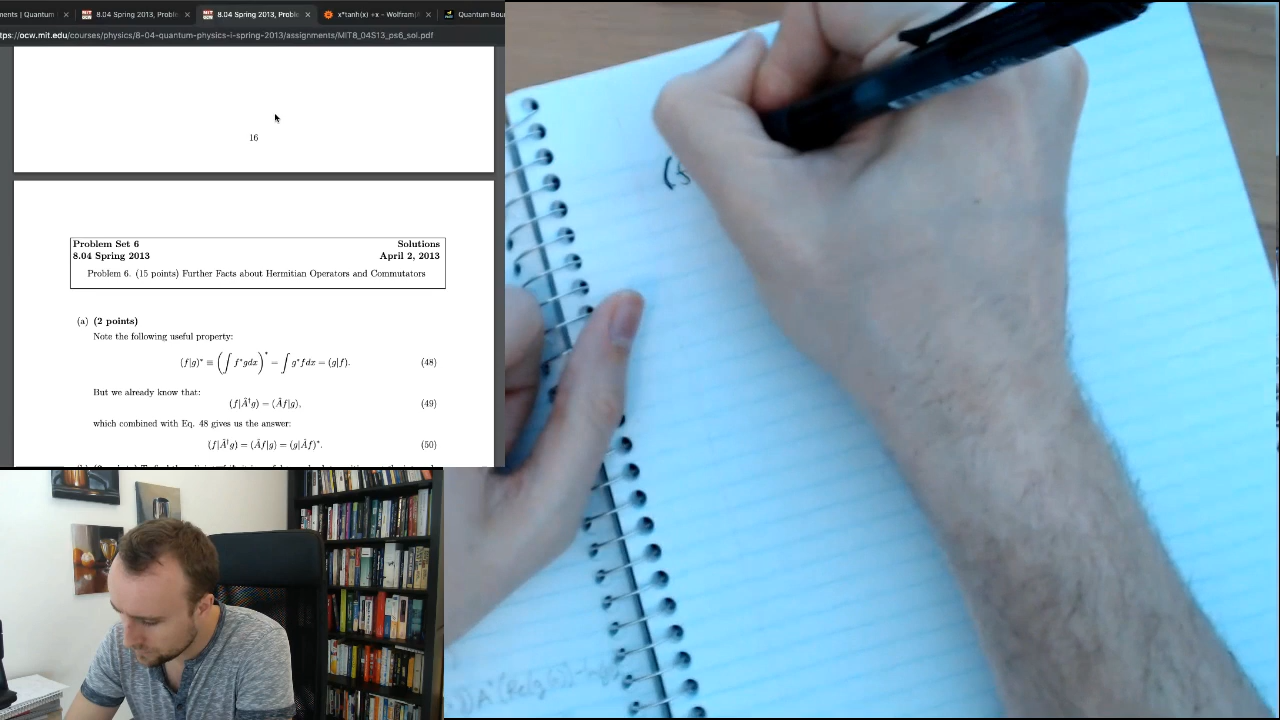 ments | Quantum
8.04 Spring 2013, Proble
8.04 Spring 2013, Proble
x*tanh(x) +x – Wolfram|
Quantum Bou
tps://ocw.mit.edu/courses/physics/8-04-quantum-physics-i-spring-2013/assignments/MIT8_04S13_ps6_sol.pdf
16
Problem Set 6 Solutions
8.04 Spring 2013 April 2, 2013
Problem 6. (15 points) Further Facts about Hermitian Operators and Commutators
(a) (2 points)
Note the following useful property:
(f|g)* ≡ (∫ f*gdx)* = ∫ g*fdx = (g|f). (48)
But we already know that:
(f|Â†g) = (Âf|g), (49)
which combined with Eq. 48 gives us the answer:
(f|Â†g) = (Âf|g) = (g|Âf)*. (50)
(f